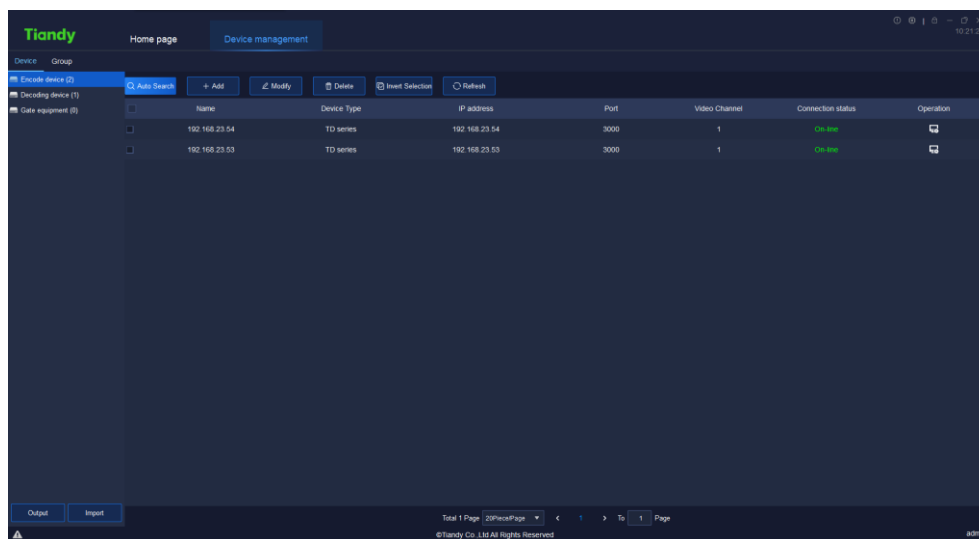 Tiandy
Home page
Device management
Device
Group
Encode device (2)
Decoding device (1)
Gate equipment (0)
Auto Search
+ Add
Modify
Delete
Invert Selection
Refresh
Name Device Type IP address Port Video Channel Connection status Operation
192.168.23.54 TD series 192.168.23.54 3000 1 On-line
192.168.23.53 TD series 192.168.23.53 3000 1 On-line
Output
Import
Total 1 Page 20Piece/Page < 1 > To 1 Page
©Tiandy Co.,Ltd All Rights Reserved